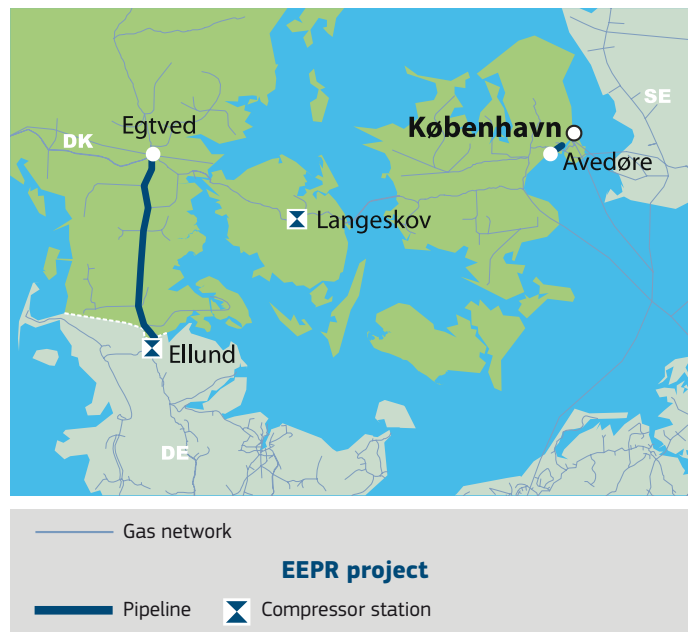 SE
København
DK
Egtved
Avedøre
Langeskov
Ellund
DE
Gas network
EEPR project
Pipeline
Compressor station